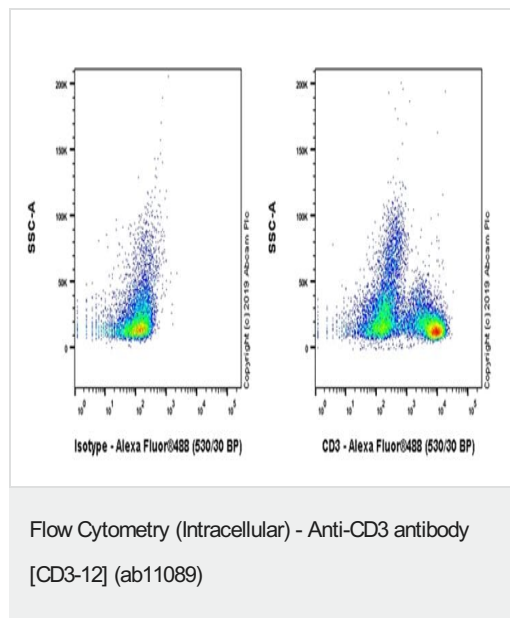 200K
150K
100K
50K
0
SSC-A
10^0 10^1 10^2 10^3 10^4 10^5
Isotype - Alexa Fluor®488 (530/30 BP)
Copyright (c) 2019 Abcam Plc
200K
150K
100K
50K
0
SSC-A
10^0 10^1 10^2 10^3 10^4 10^5
CD3 - Alexa Fluor®488 (530/30 BP)
Copyright (c) 2019 Abcam Plc
Flow Cytometry (Intracellular) - Anti-CD3 antibody
[CD3-12] (ab11089)